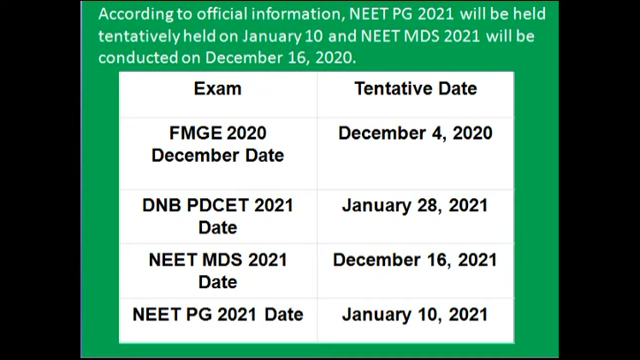 According to official information, NEET PG 2021 will be held
tentatively held on January 10 and NEET MDS 2021 will be
conducted on December 16, 2020.
Exam Tentative Date
FMGE 2020 December 4, 2020
December Date
DNB PDCET 2021 January 28, 2021
Date
NEET MDS 2021 December 16, 2021
Date
NEET PG 2021 Date January 10, 2021